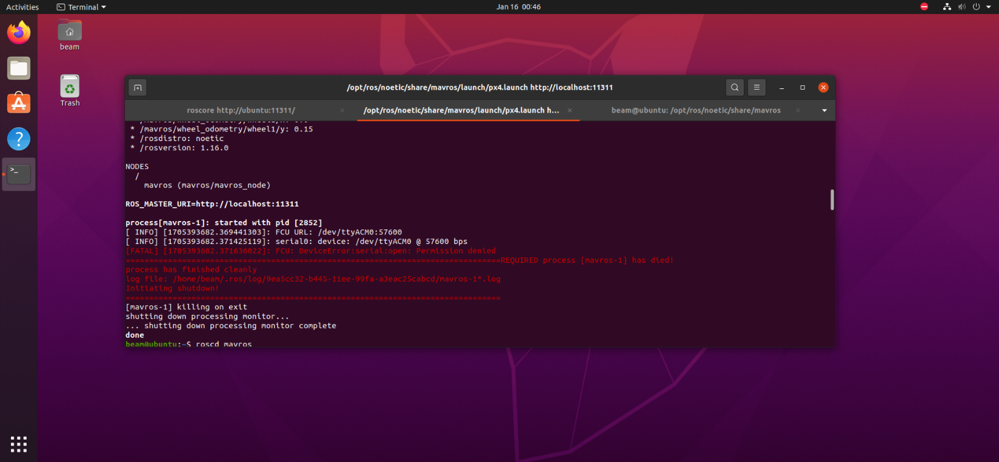 Activities
Terminal
Jan 16 00:46
beam
Trash
/opt/ros/noetic/share/mavros/launch/px4.launch http://localhost:11311
roscore http://ubuntu:11311/
/opt/ros/noetic/share/mavros/launch/px4.launch h...
beam@ubuntu: /opt/ros/noetic/share/mavros
* /mavros/wheel_odometry/wheel1/y: 0.15
* /rosdistro: noetic
* /rosversion: 1.16.0
NODES
/
mavros (mavros/mavros_node)
ROS_MASTER_URI=http://localhost:11311
process[mavros-1]: started with pid [2852]
[ INFO] [1705393682.369441303]: FCU URL: /dev/ttyACM0:57600
[ INFO] [1705393682.371425119]: serial0: device: /dev/ttyACM0 @ 57600 bps
[FATAL] [1705393682.371636022]: FCU: DeviceError:serial:open: Permission denied
================================================================================REQUIRED process [mavros-1] has died!
process has finished cleanly
log file: /home/beam/.ros/log/9ea5cc32-b445-11ee-99fa-a3eac25cabcd/mavros-1*.log
Initiating shutdown!
================================================================================
[mavros-1] killing on exit
shutting down processing monitor...
... shutting down processing monitor complete
done
beam@ubuntu:~$ roscd mavros